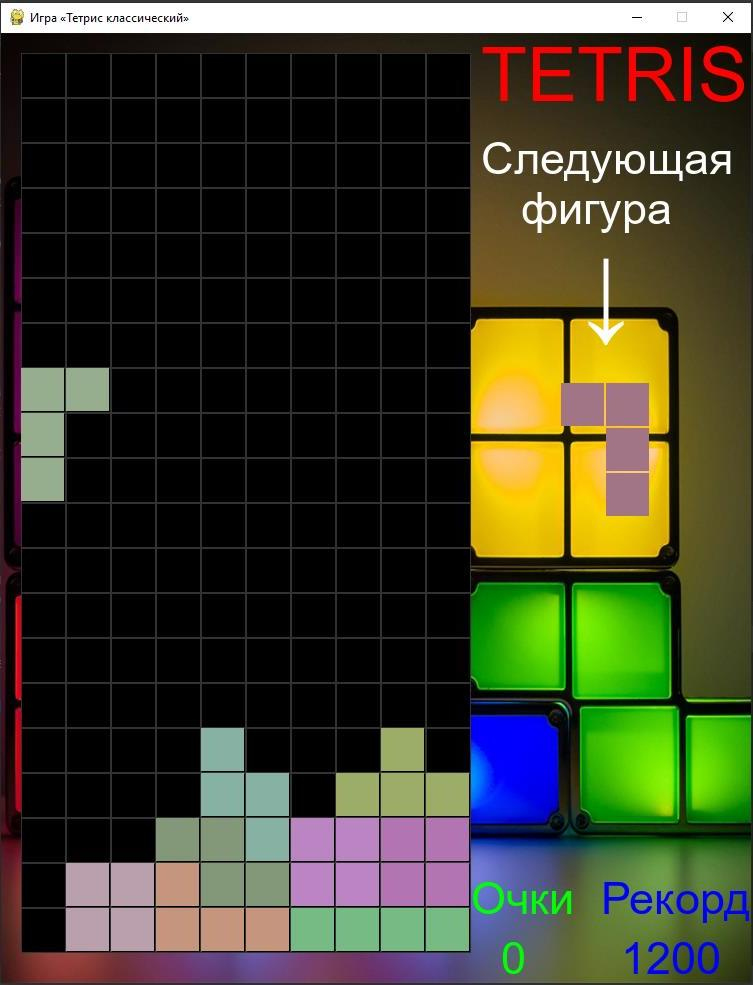 Игра «Тетрис классический»
TETRIS
Следующая
фигура
Очки Рекорд
0 1200